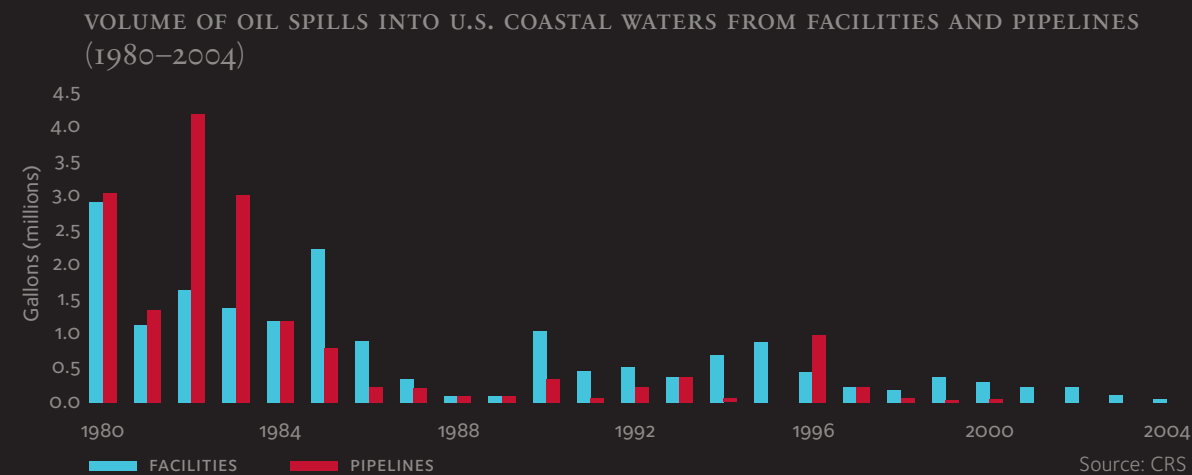 VOLUME OF OIL SPILLS INTO U.S. COASTAL WATERS FROM FACILITIES AND PIPELINES
(1980–2004)
Gallons (millions)
4.5
4.0
3.5
3.0
2.5
2.0
1.5
1.0
0.5
0.0
1980 1984 1988 1992 1996 2000 2004
FACILITIES PIPELINES Source: CRS